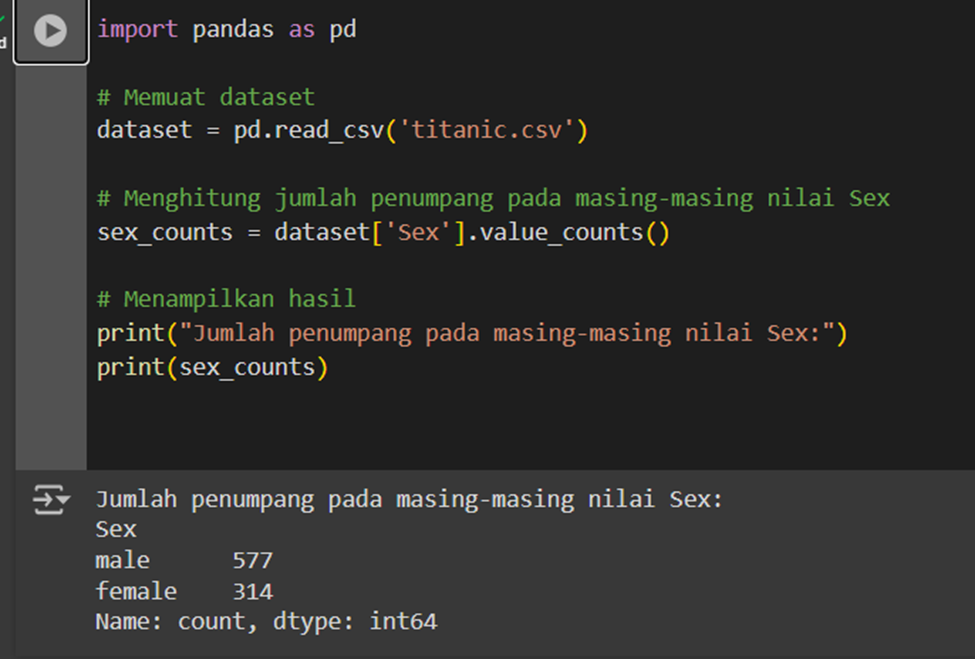 import pandas as pd
# Memuat dataset
dataset = pd.read_csv('titanic.csv')
# Menghitung jumlah penumpang pada masing-masing nilai Sex
sex_counts = dataset['Sex'].value_counts()
# Menampilkan hasil
print("Jumlah penumpang pada masing-masing nilai Sex:")
print(sex_counts)
Jumlah penumpang pada masing-masing nilai Sex:
Sex
male      577
female    314
Name: count, dtype: int64